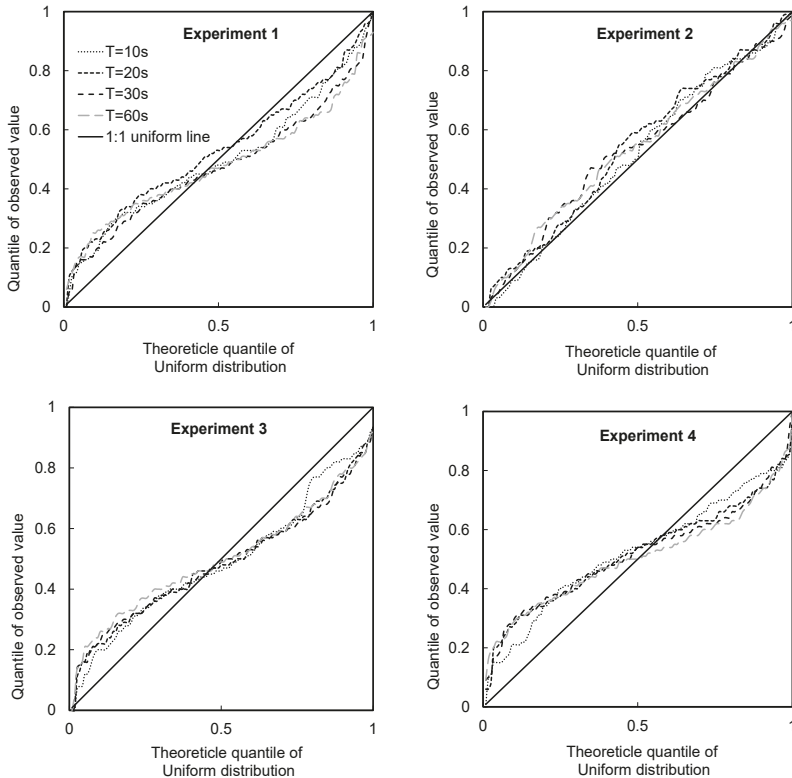 Experiment 1
T=10s
T=20s
T=30s
T=60s
1:1 uniform line
Quantile of observed value
1
0.8
0.6
0.4
0.2
0
0
0.5
1
Theoreticle quantile of
Uniform distribution
Experiment 2
Quantile of observed value
1
0.8
0.6
0.4
0.2
0
0
0.5
1
Theoreticle quantile of
Uniform distribution
Experiment 3
Quantile of observed value
1
0.8
0.6
0.4
0.2
0
0
0.5
1
Theoreticle quantile of
Uniform distribution
Experiment 4
Quantile of observed value
1
0.8
0.6
0.4
0.2
0
0
0.5
1
Theoreticle quantile of
Uniform distribution